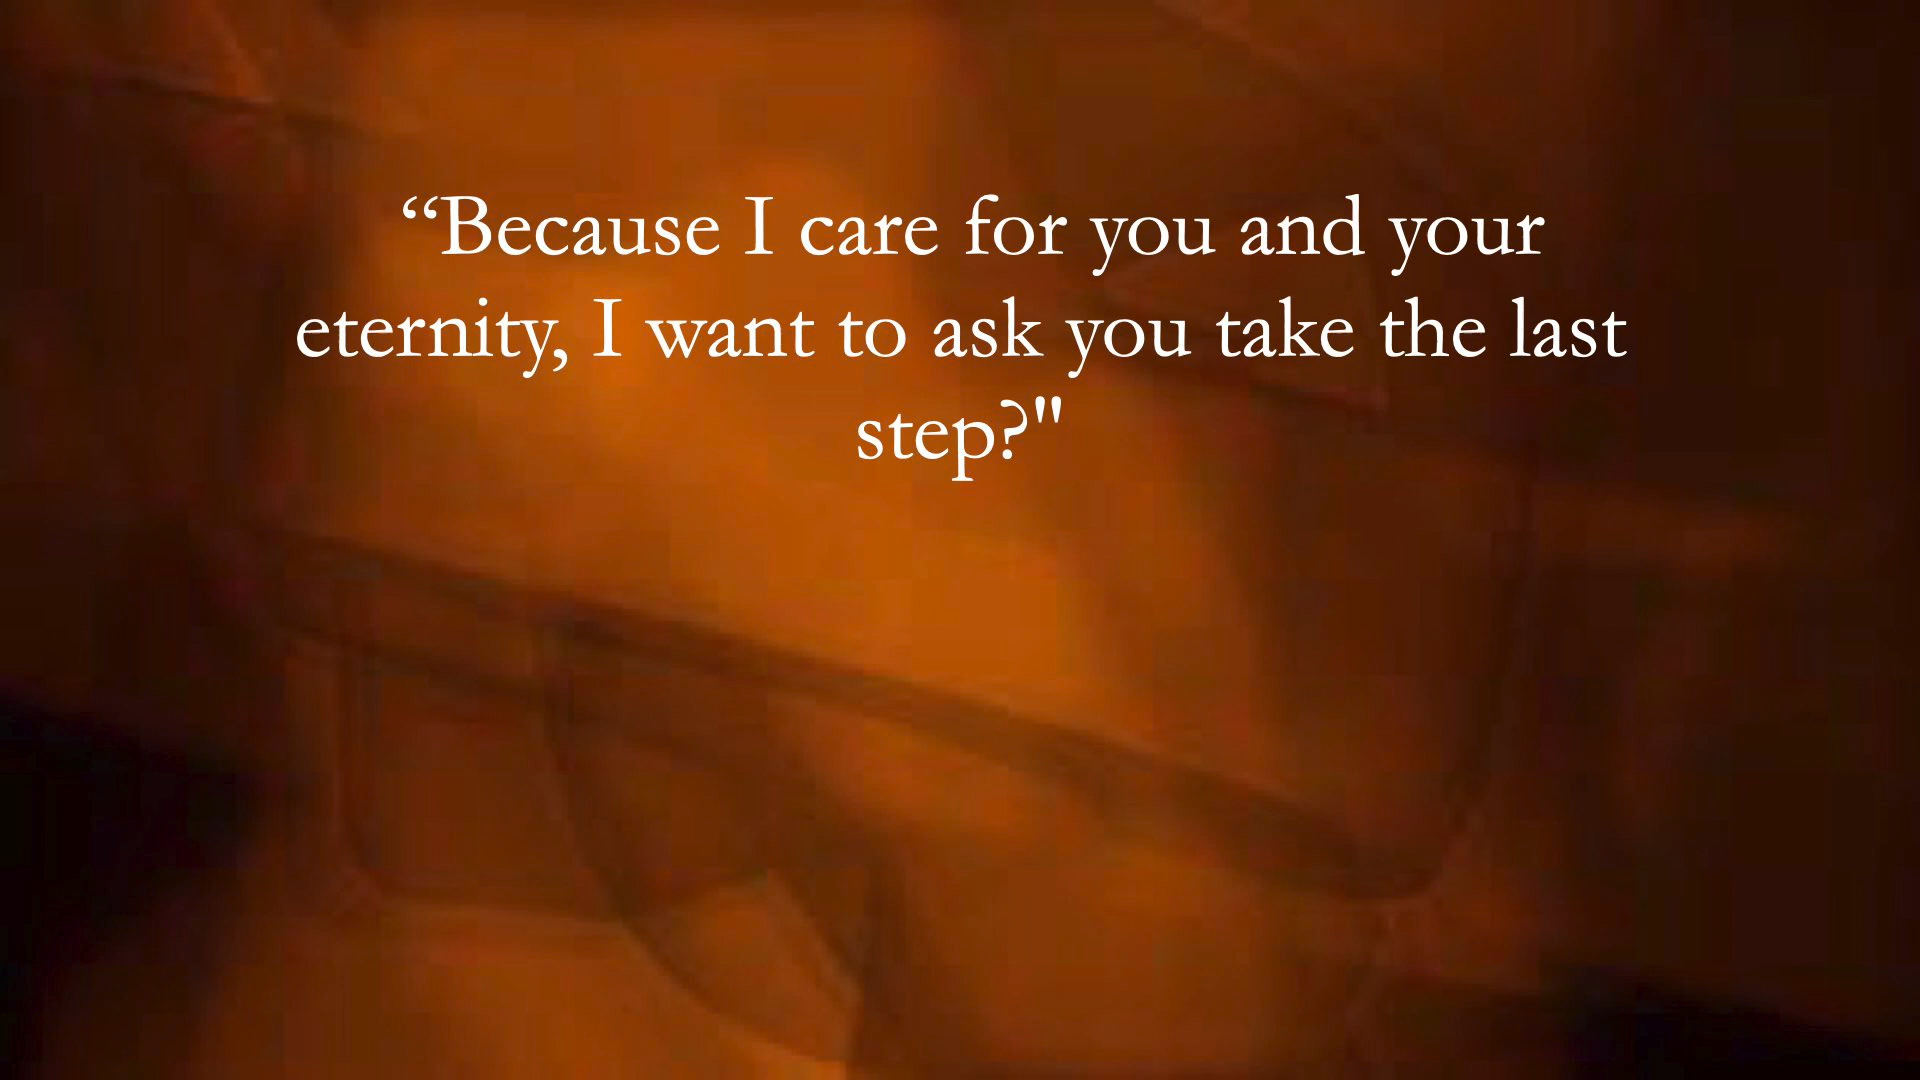 “Because I care for you and your
eternity, I want to ask you take the last
step?"